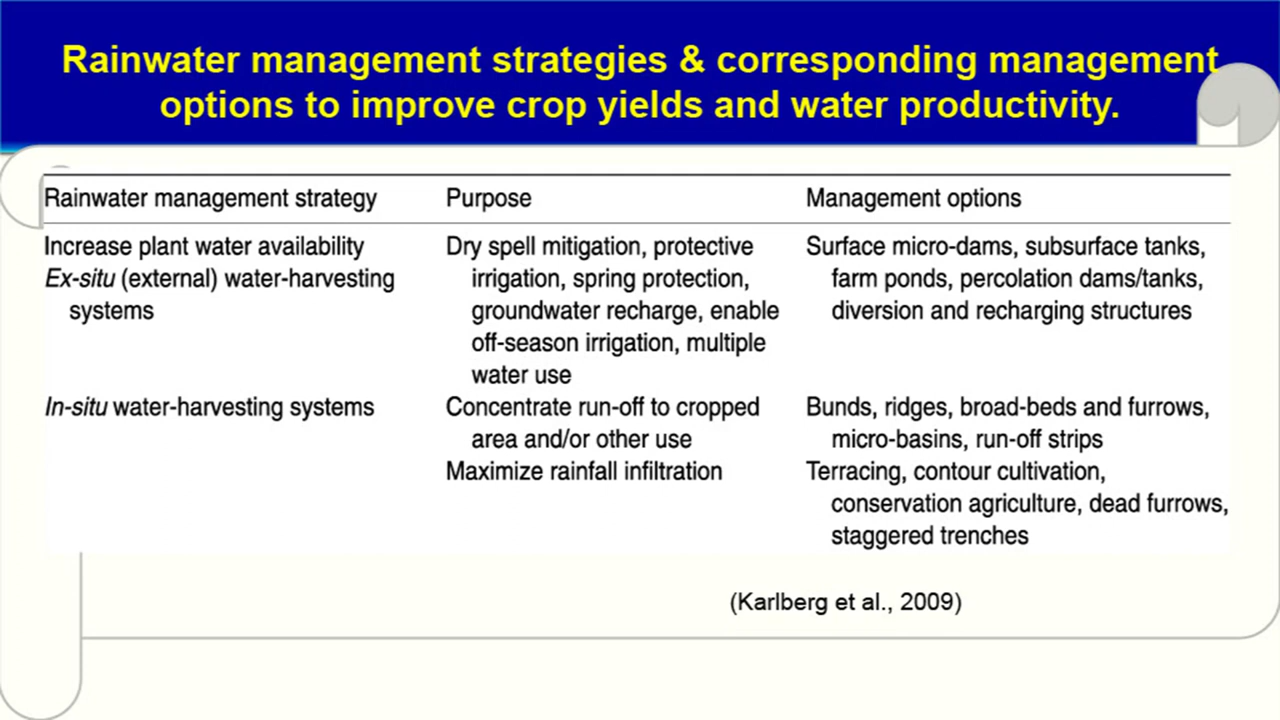 Rainwater management strategies & corresponding management
options to improve crop yields and water productivity.
Rainwater management strategy Purpose Management options
Increase plant water availability Dry spell mitigation, protective Surface micro-dams, subsurface tanks,
Ex-situ (external) water-harvesting irrigation, spring protection, farm ponds, percolation dams/tanks,
systems groundwater recharge, enable diversion and recharging structures
off-season irrigation, multiple
water use
In-situ water-harvesting systems Concentrate run-off to cropped Bunds, ridges, broad-beds and furrows,
area and/or other use micro-basins, run-off strips
Maximize rainfall infiltration Terracing, contour cultivation,
conservation agriculture, dead furrows,
staggered trenches
(Karlberg et al., 2009)